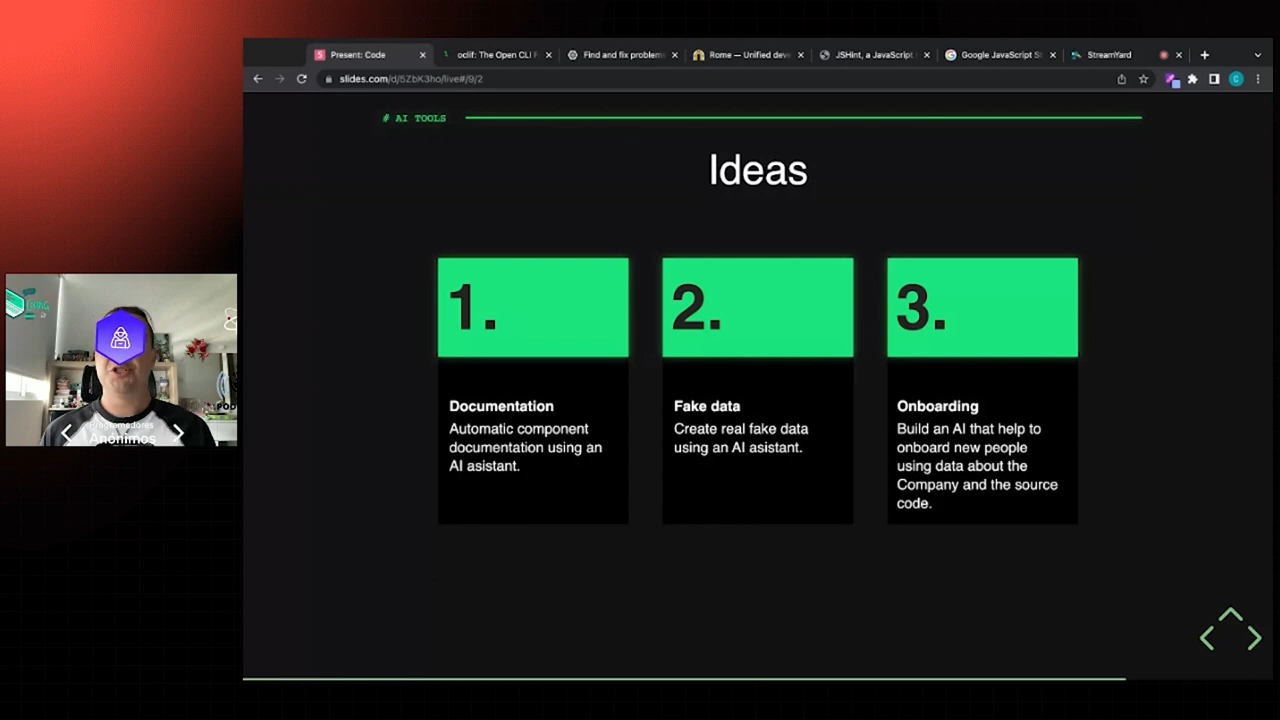 Present: Code
oclif: The Open CLI F
Find and fix problems
Rome — Unified deve
JSHint, a JavaScript
Google JavaScript St
StreamYard
slides.com/d/5ZbK3ho/live#/9/2
# AI TOOLS
Ideas
1.
Documentation
Automatic component
documentation using an
AI asistant.
2.
Fake data
Create real fake data
using an AI asistant.
3.
Onboarding
Build an AI that help to
onboard new people
using data about the
Company and the source
code.
Programadores
Anónimos